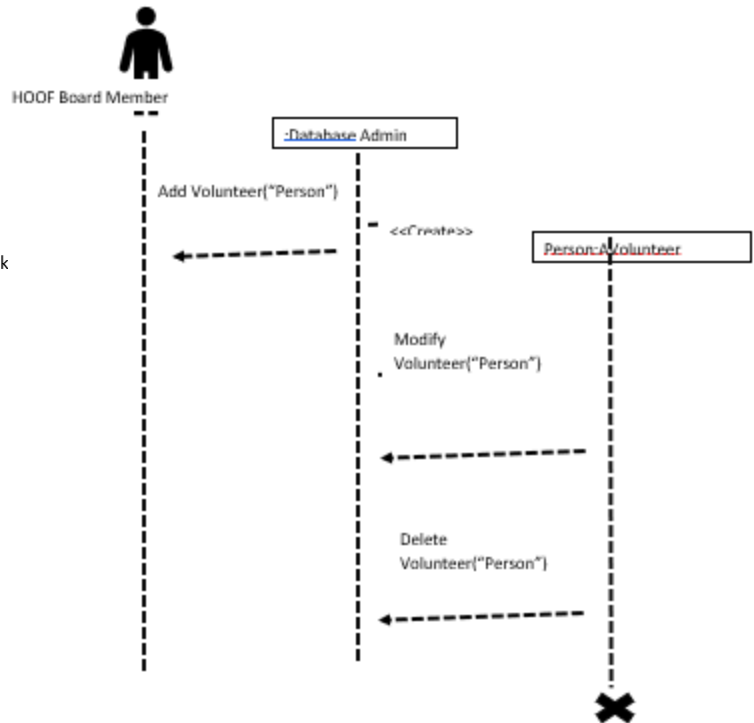 HOOF Board Member
:Database Admin
Add Volunteer("Person")
<<Create>>
Person:AVolunteer
k
Modify
Volunteer("Person")
Delete
Volunteer("Person")